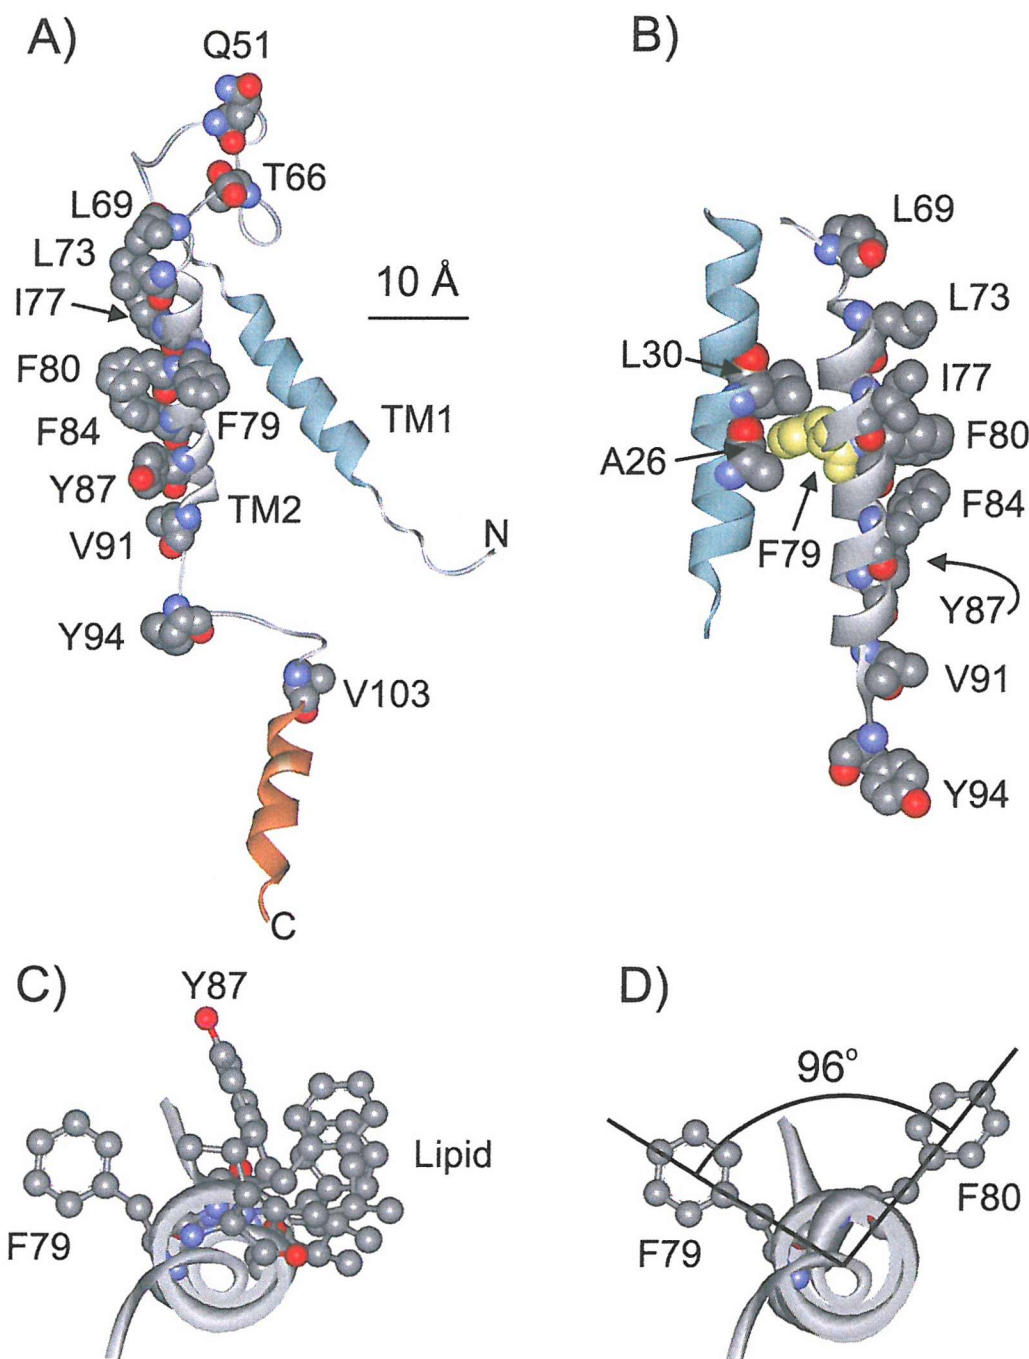 A)
Q51
T66
L69
L73
I77
10 Å
F80
F84
F79
TM1
Y87
TM2
V91
N
Y94
V103
C
B)
L69
L73
L30
I77
F80
A26
F84
F79
Y87
V91
Y94
C)
Y87
Lipid
F79
D)
96°
F80
F79